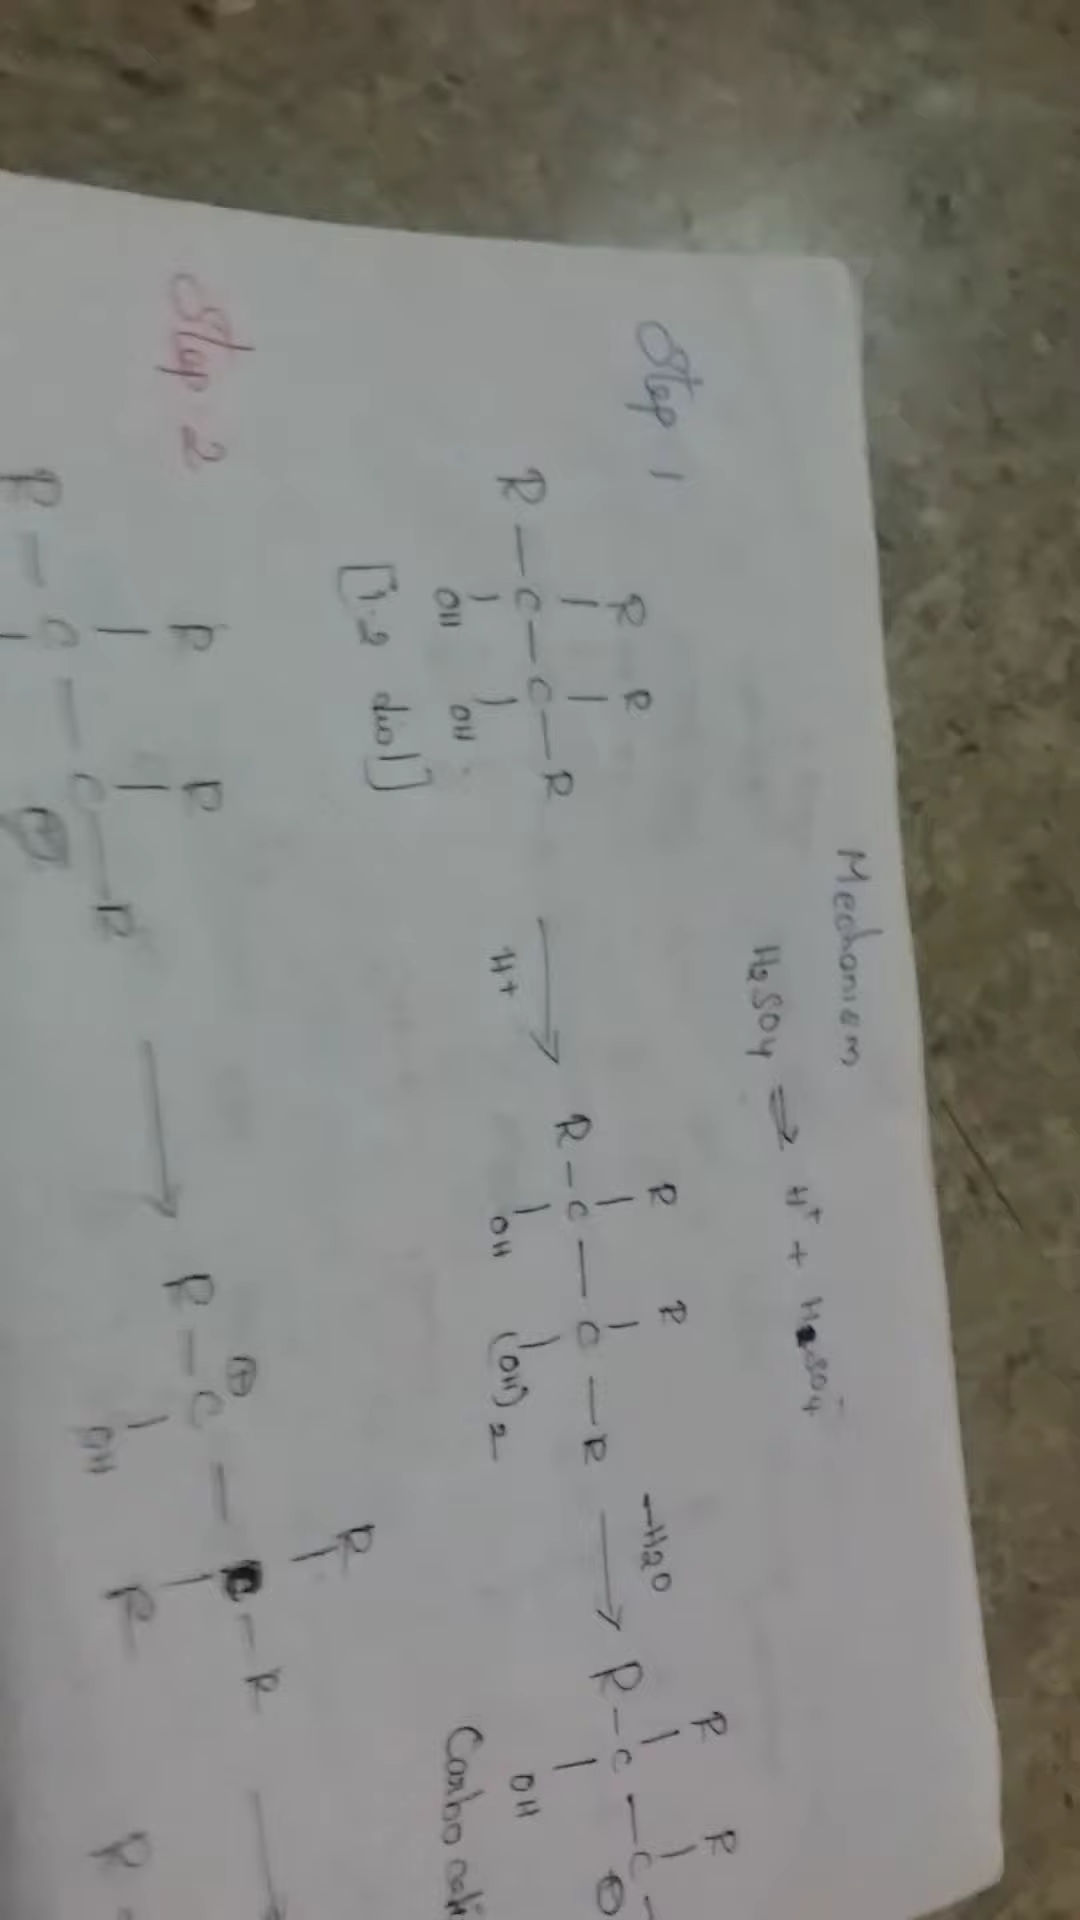 Mechanism
H2SO4 ⇌ H+ + HSO4-
Step 1
R R R R
R - C - C - R → R - C - C - R -H2O → R - C - C -
OH OH H+ OH (OH)2 OH ⊕
[1.2 diol] Carbo cati
Step 2
R R R
R - C - C - R → R - C - C - R → R -
⊕ ⊕ OH R